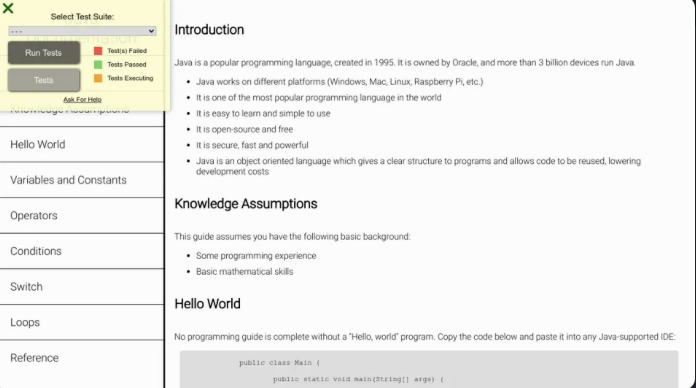 Select Test Suite:
- - -
Run Tests
Tests
Test(s) Failed
Tests Passed
Tests Executing
Ask For Help
Knowledge Assumptions
Hello World
Variables and Constants
Operators
Conditions
Switch
Loops
Reference
Introduction
Java is a popular programming language, created in 1995. It is owned by Oracle, and more than 3 billion devices run Java.
• Java works on different platforms (Windows, Mac, Linux, Raspberry Pi, etc.)
• It is one of the most popular programming language in the world
• It is easy to learn and simple to use
• It is open-source and free
• It is secure, fast and powerful
• Java is an object oriented language which gives a clear structure to programs and allows code to be reused, lowering
development costs
Knowledge Assumptions
This guide assumes you have the following basic background:
• Some programming experience
• Basic mathematical skills
Hello World
No programming guide is complete without a "Hello, world" program. Copy the code below and paste it into any Java-supported IDE:
public class Main {
public static void main(String[] args) {